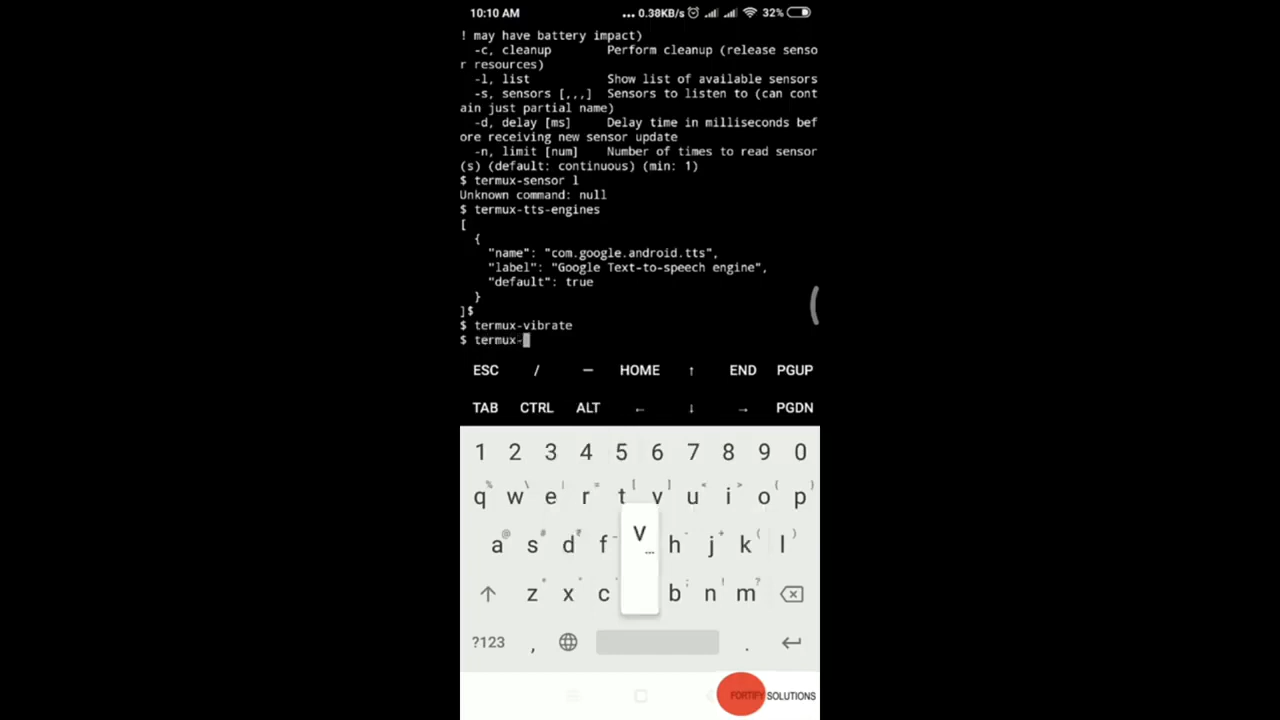 10:10 AM ... 0.38KB/s 32%
! may have battery impact)
-c, cleanup Perform cleanup (release senso
r resources)
-l, list Show list of available sensors
-s, sensors [,,,] Sensors to listen to (can cont
ain just partial name)
-d, delay [ms] Delay time in milliseconds bef
ore receiving new sensor update
-n, limit [num] Number of times to read sensor
(s) (default: continuous) (min: 1)
$ termux-sensor l
Unknown command: null
$ termux-tts-engines
[
{
"name": "com.google.android.tts",
"label": "Google Text-to-speech engine",
"default": true
}
]$
$ termux-vibrate
$ termux-
ESC / — HOME ↑ END PGUP
TAB CTRL ALT ← ↓ → PGDN
1 2 3 4 5 6 7 8 9 0
% \ | = [ ] < > { }
q w e r t y u i o p
@ # ₹ _ - + ( )
a s d f v h j k l
z x c b n m
?123 , .
FORTIFY SOLUTIONS